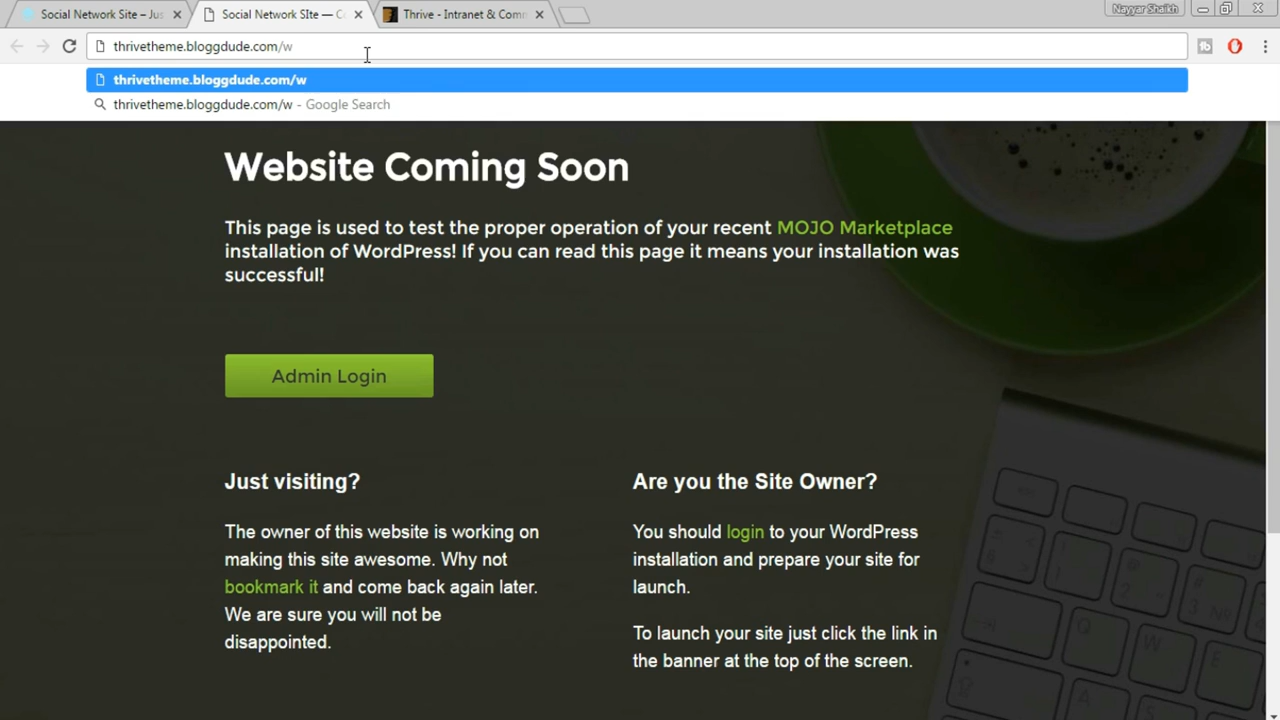 Social Network Site – Jus
Social Network SIte — C
Thrive - Intranet & Comm
Nayyar Shaikh
thrivetheme.bloggdude.com/w
thrivetheme.bloggdude.com/w
thrivetheme.bloggdude.com/w - Google Search
Website Coming Soon
This page is used to test the proper operation of your recent MOJO Marketplace
installation of WordPress! If you can read this page it means your installation was
successful!
Admin Login
Just visiting?
The owner of this website is working on
making this site awesome. Why not
bookmark it and come back again later.
We are sure you will not be
disappointed.
Are you the Site Owner?
You should login to your WordPress
installation and prepare your site for
launch.
To launch your site just click the link in
the banner at the top of the screen.